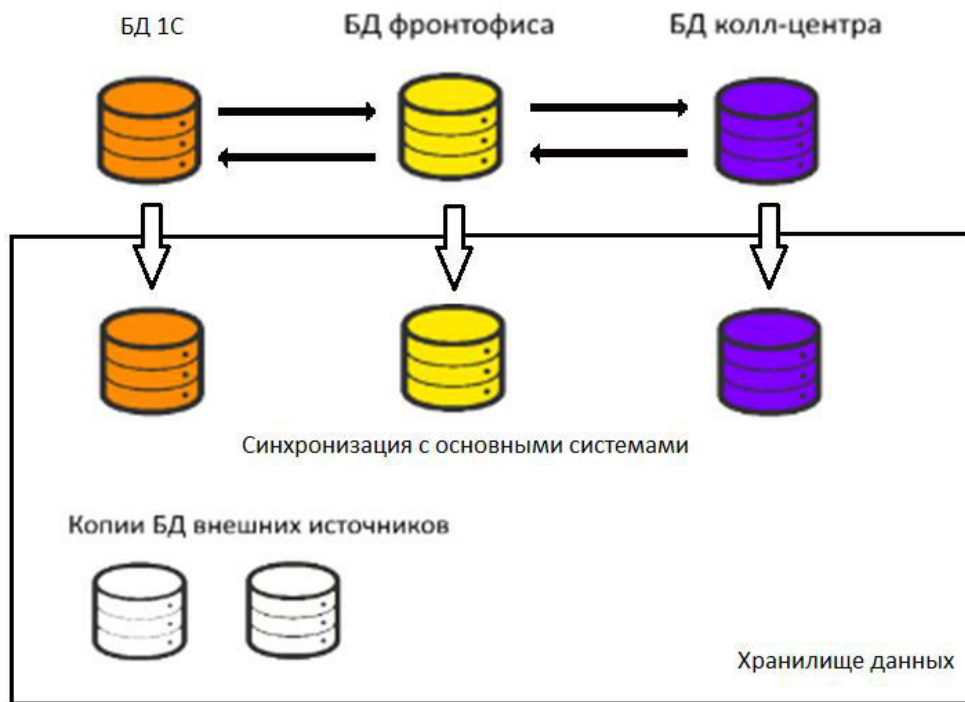 БД 1С
БД фронтофиса
БД колл-центра
Синхронизация с основными системами
Копии БД внешних источников
Хранилище данных